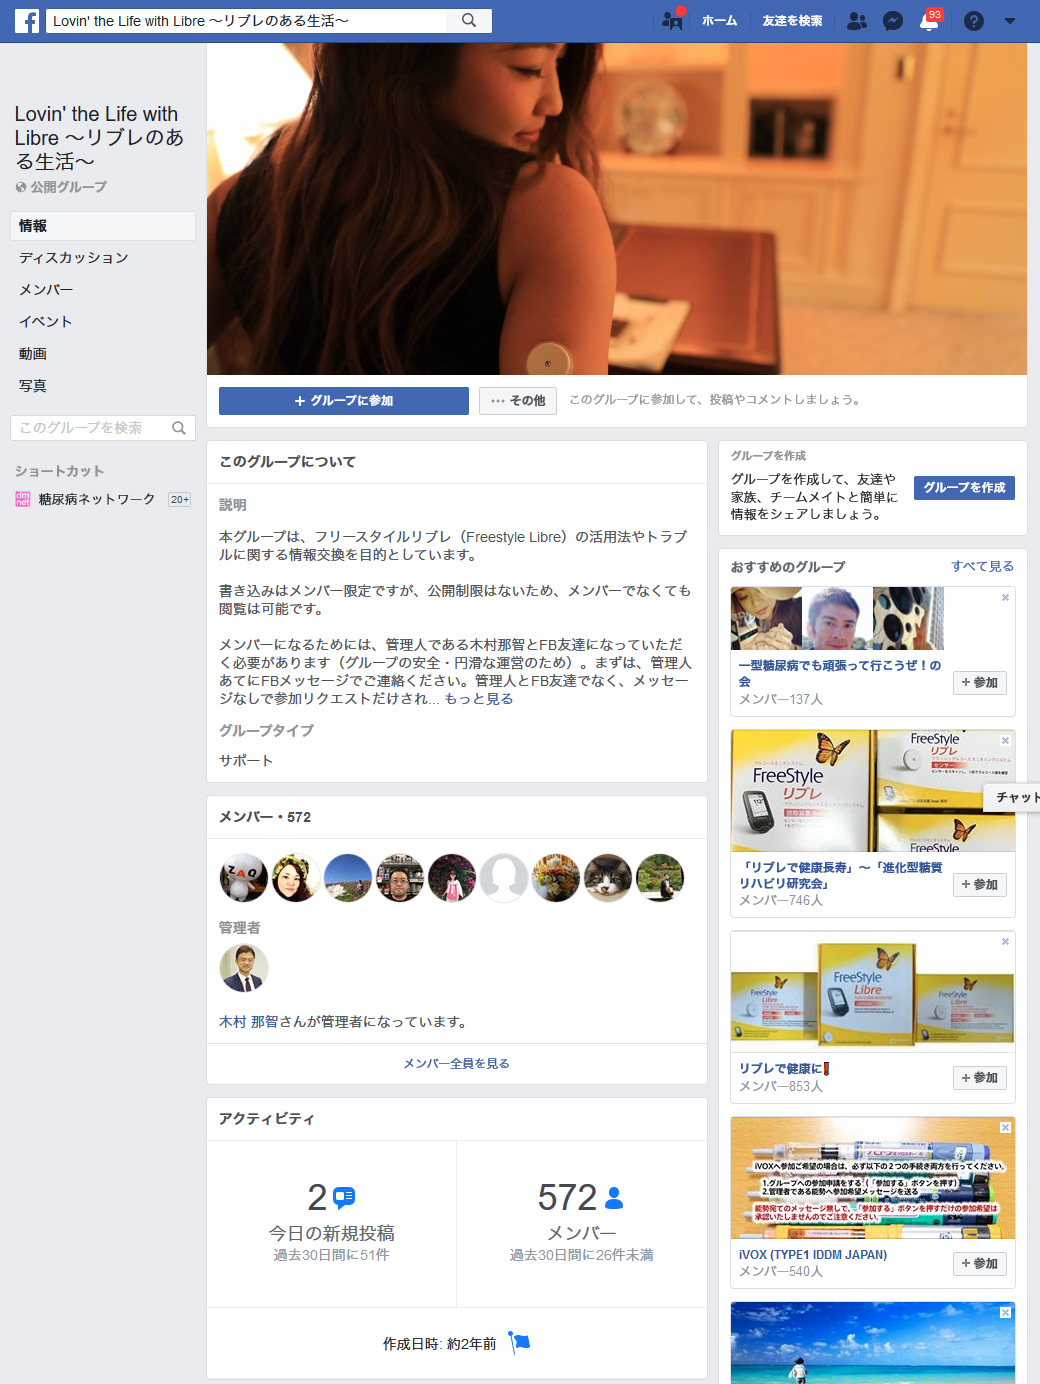 Lovin' the Life with Libre ～リブレのある生活～
ホーム
友達を検索
93
Lovin' the Life with
Libre ～リブレのあ
る生活～
公開グループ
情報
ディスカッション
メンバー
イベント
動画
写真
このグループを検索
ショートカット
糖尿病ネットワーク 20+
+ グループに参加
その他
このグループに参加して、投稿やコメントしましょう。
このグループについて
説明
本グループは、フリースタイルリブレ（Freestyle Libre）の活用法やトラブ
ルに関する情報交換を目的としています。
書き込みはメンバー限定ですが、公開制限はないため、メンバーでなくても
閲覧は可能です。
メンバーになるためには、管理人である木村那智とFB友達になっていただ
く必要があります（グループの安全・円滑な運営のため）。まずは、管理人
あてにFBメッセージでご連絡ください。管理人とFB友達でなく、メッセー
ジなしで参加リクエストだけされ... もっと見る
グループタイプ
サポート
メンバー・572
ZAQ
管理者
木村 那智さんが管理者になっています。
メンバー全員を見る
アクティビティ
2
今日の新規投稿
過去30日間に51件
572
メンバー
過去30日間に26件未満
作成日時: 約2年前
グループを作成
グループを作成して、友達や
家族、チームメイトと簡単に
情報をシェアしましょう。
グループを作成
おすすめのグループ
すべて見る
一型糖尿病でも頑張って行こうぜ！の
会
メンバー137人
+ 参加
FreeStyle
リブレ
FreeStyle
リブレ
チャット
「リブレで健康長寿」～「進化型糖質
リハビリ研究会」
メンバー746人
+ 参加
FreeStyle
Libre
FreeStyle
Libre
FreeStyle
Libre
リブレで健康に❗
メンバー853人
+ 参加
iVOXへ参加ご希望の場合は、必ず以下の２つの手続き両方を行ってください。
1.グループへの参加申請をする（「参加する」ボタンを押す）
2.管理者である能勢へ参加希望メッセージを送る
能勢宛てのメッセージ無しで、「参加する」ボタンを押すだけの参加希望は
承認いたしませんのでご注意ください。
iVOX (TYPE1 IDDM JAPAN)
メンバー540人
+ 参加